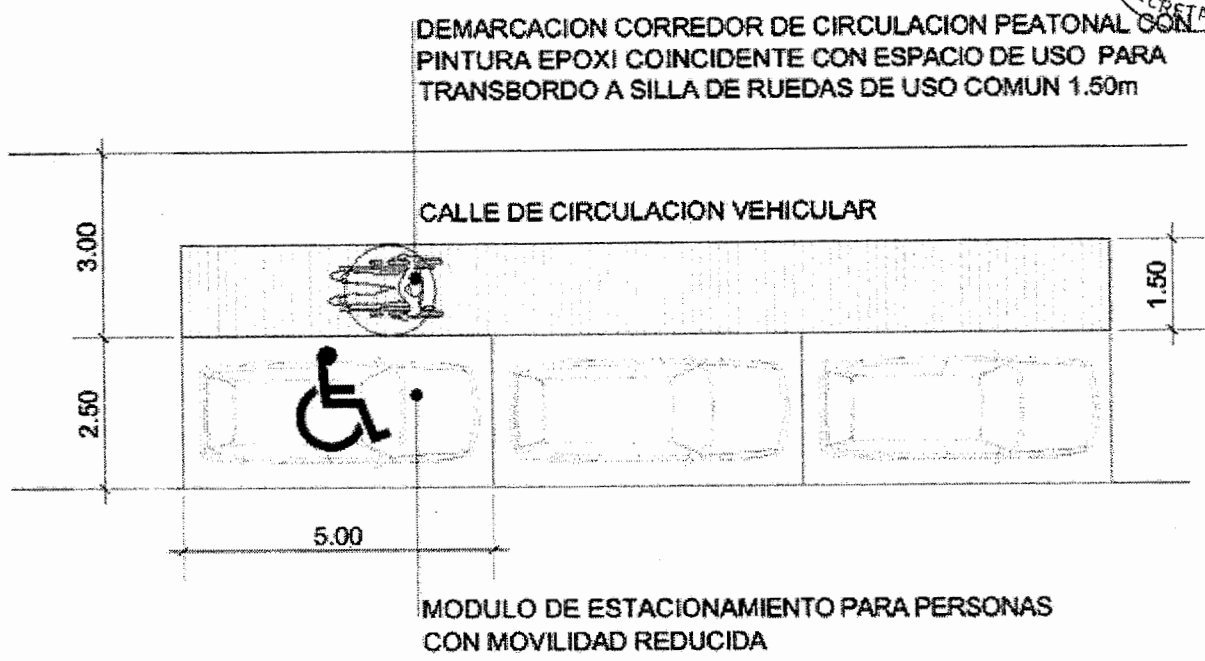 DEMARCACION CORREDOR DE CIRCULACION PEATONAL CON
PINTURA EPOXI COINCIDENTE CON ESPACIO DE USO PARA
TRANSBORDO A SILLA DE RUEDAS DE USO COMUN 1.50m
CALLE DE CIRCULACION VEHICULAR
3.00
1.50
2.50
5.00
MODULO DE ESTACIONAMIENTO PARA PERSONAS
CON MOVILIDAD REDUCIDA